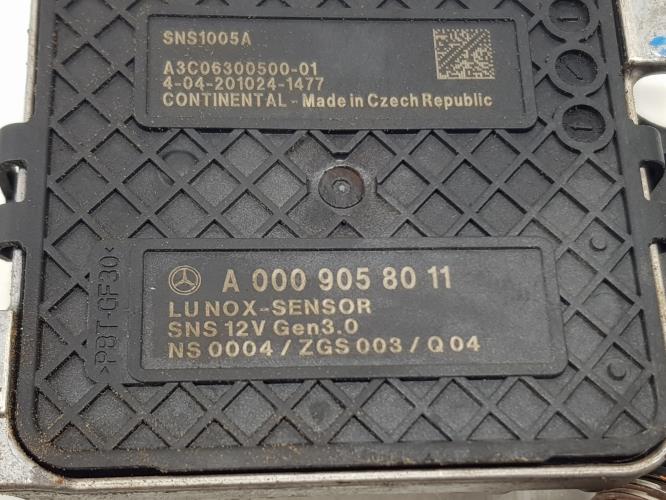 SNS1005A
A3C06300500-01
4-04-201024-1477
CONTINENTAL - Made in Czech Republic
A 000 905 80 11
LU NOX-SENSOR
SNS 12V Gen3.0
NS 0004 / ZGS 003 / Q 04
>PBT-GF30<